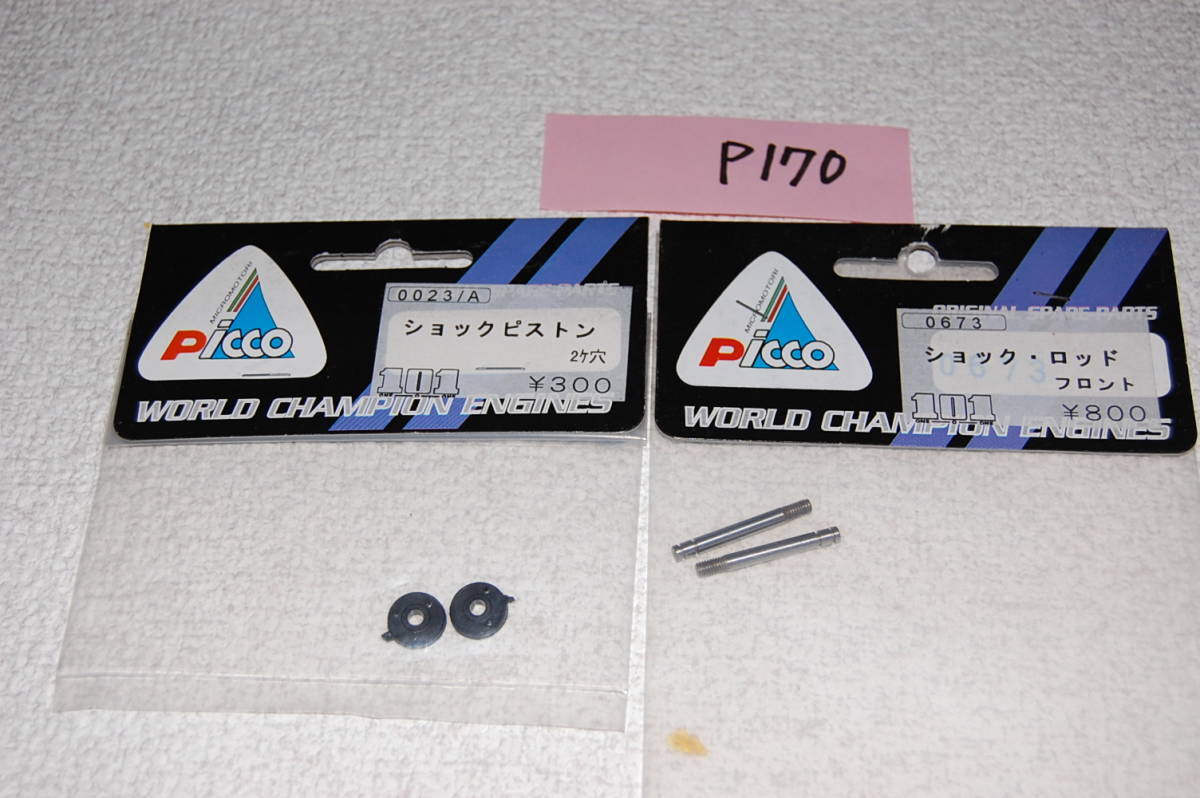 P170
MICROMOTORI
Picco
0023/A
PARTS
ショックピストン
2ケ穴
101
¥300
WORLD CHAMPION ENGINES
MICROMOTORI
Picco
ORIGINAL SPARE PARTS
0673
ショック・ロッド
0673
フロント
101
¥800
WORLD CHAMPION ENGINES